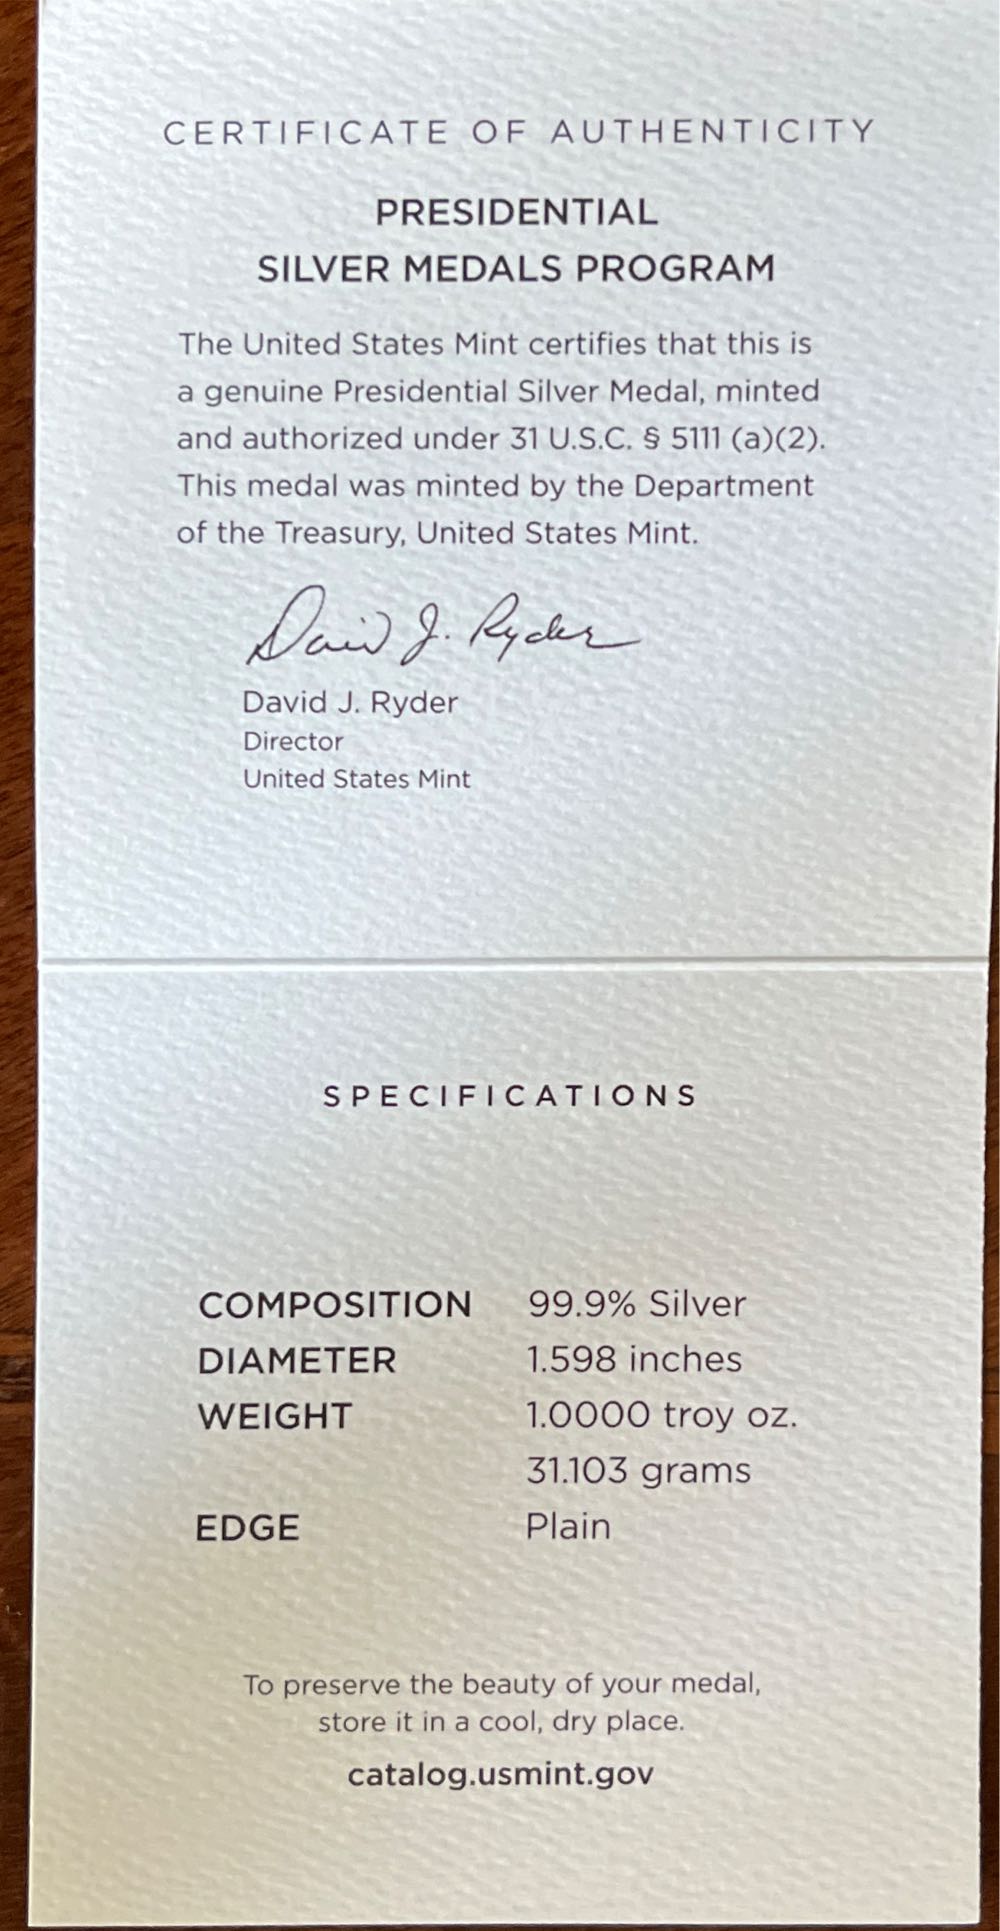 CERTIFICATE OF AUTHENTICITY
PRESIDENTIAL
SILVER MEDALS PROGRAM
The United States Mint certifies that this is
a genuine Presidential Silver Medal, minted
and authorized under 31 U.S.C. § 5111 (a)(2).
This medal was minted by the Department
of the Treasury, United States Mint.
David J. Ryder
David J. Ryder
Director
United States Mint
SPECIFICATIONS
COMPOSITION 99.9% Silver
DIAMETER 1.598 inches
WEIGHT 1.0000 troy oz.
31.103 grams
EDGE Plain
To preserve the beauty of your medal,
store it in a cool, dry place.
catalog.usmint.gov